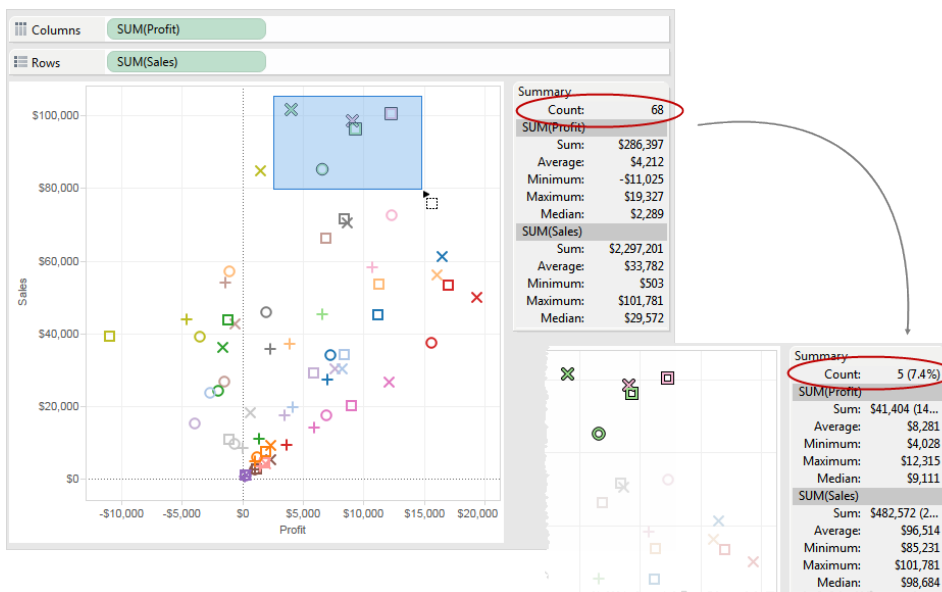 Columns SUM(Profit)
Rows SUM(Sales)
Summary
Count: 68
SUM(Profit)
Sum: $286,397
Average: $4,212
Minimum: -$11,025
Maximum: $19,327
Median: $2,289
SUM(Sales)
Sum: $2,297,201
Average: $33,782
Minimum: $503
Maximum: $101,781
Median: $29,572
$100,000
$80,000
$60,000
$40,000
$20,000
$0
Sales
-$10,000 -$5,000 $0 $5,000 $10,000 $15,000 $20,000
Profit
Summary
Count: 5 (7.4%)
SUM(Profit)
Sum: $41,404 (14...
Average: $8,281
Minimum: $4,028
Maximum: $12,315
Median: $9,111
SUM(Sales)
Sum: $482,572 (2...
Average: $96,514
Minimum: $85,231
Maximum: $101,781
Median: $98,684